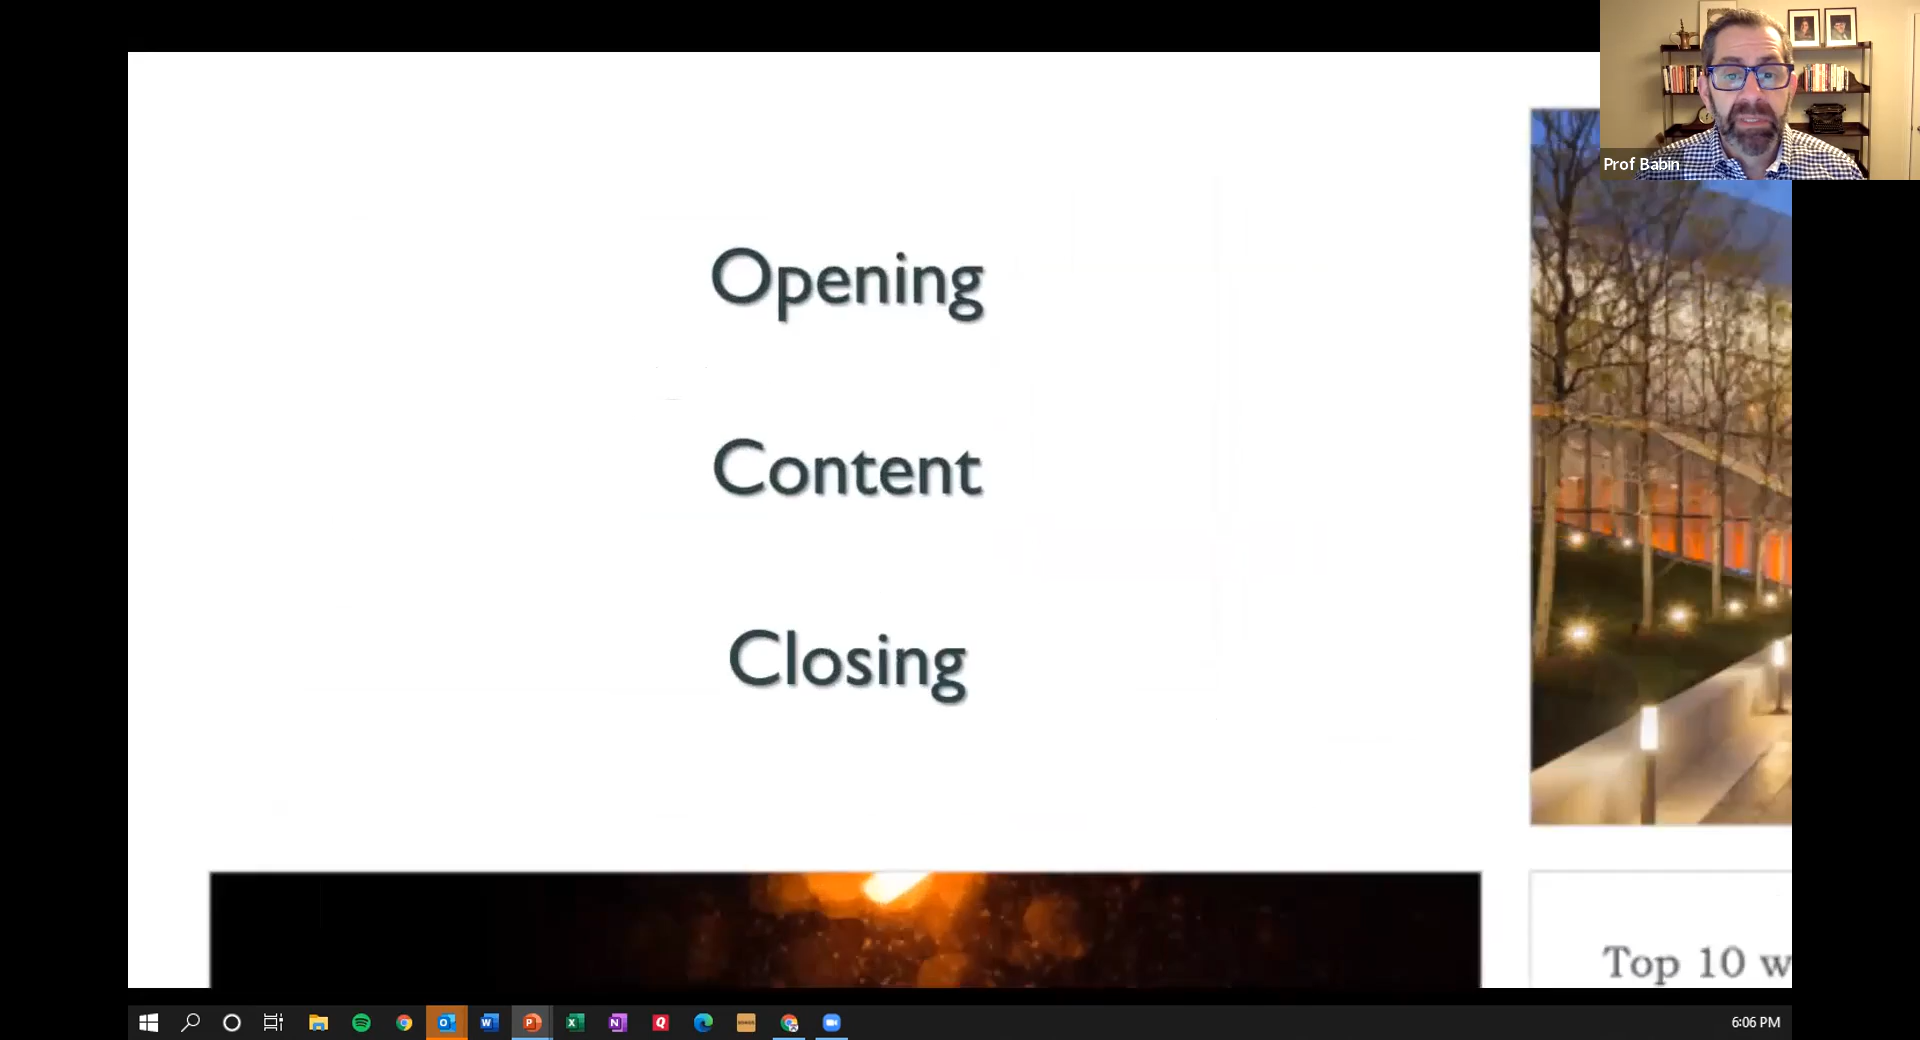 Prof Babin
Opening
Content
Closing
Top 10 w
6:06 PM